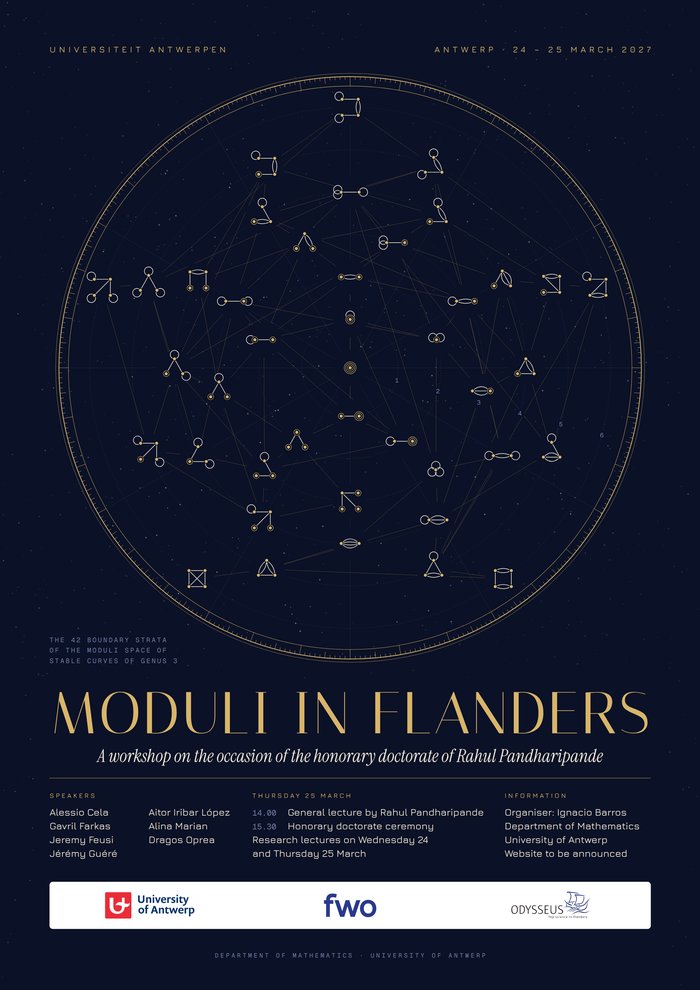 UNIVERSITEIT ANTWERPEN
ANTWERP · 24 – 25 MARCH 2027
1
2
3
4
5
6
THE 42 BOUNDARY STRATA
OF THE MODULI SPACE OF
STABLE CURVES OF GENUS 3
MODULI IN FLANDERS
A workshop on the occasion of the honorary doctorate of Rahul Pandharipande
SPEAKERS
Alessio Cela
Gavril Farkas
Jeremy Feusi
Jérémy Guéré
Aitor Iribar López
Alina Marian
Dragos Oprea
THURSDAY 25 MARCH
14.00 General lecture by Rahul Pandharipande
15.30 Honorary doctorate ceremony
Research lectures on Wednesday 24
and Thursday 25 March
INFORMATION
Organiser: Ignacio Barros
Department of Mathematics
University of Antwerp
Website to be announced
University
of Antwerp
fwo
ODYSSEUS
DEPARTMENT OF MATHEMATICS · UNIVERSITY OF ANTWERP